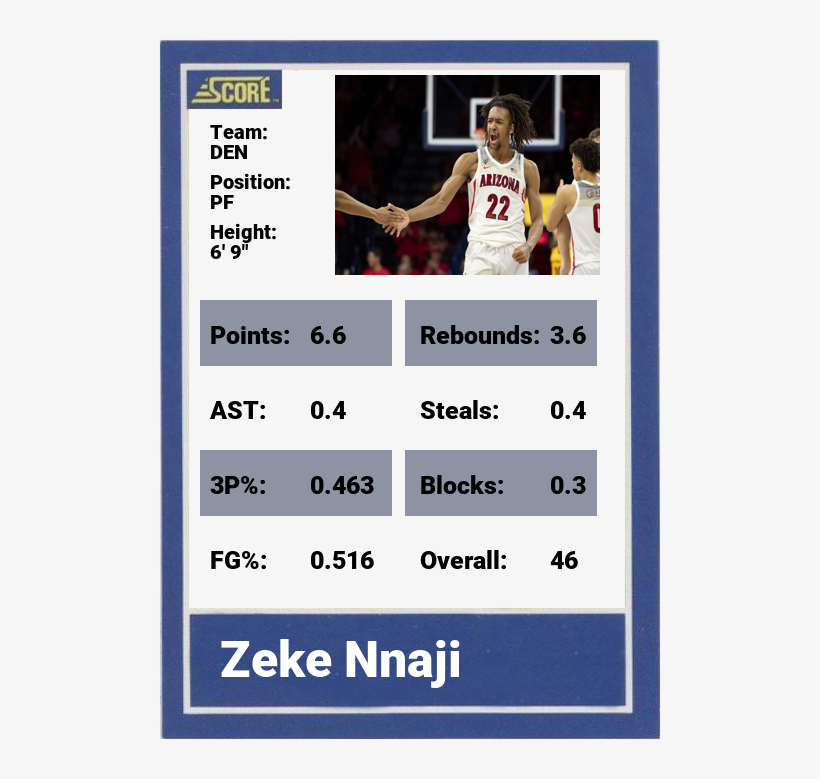 SCORE
Team:
DEN
Position:
PF
Height:
6' 9"
ARIZONA
22
Points: 6.6 Rebounds: 3.6
AST: 0.4 Steals: 0.4
3P%: 0.463 Blocks: 0.3
FG%: 0.516 Overall: 46
Zeke Nnaji